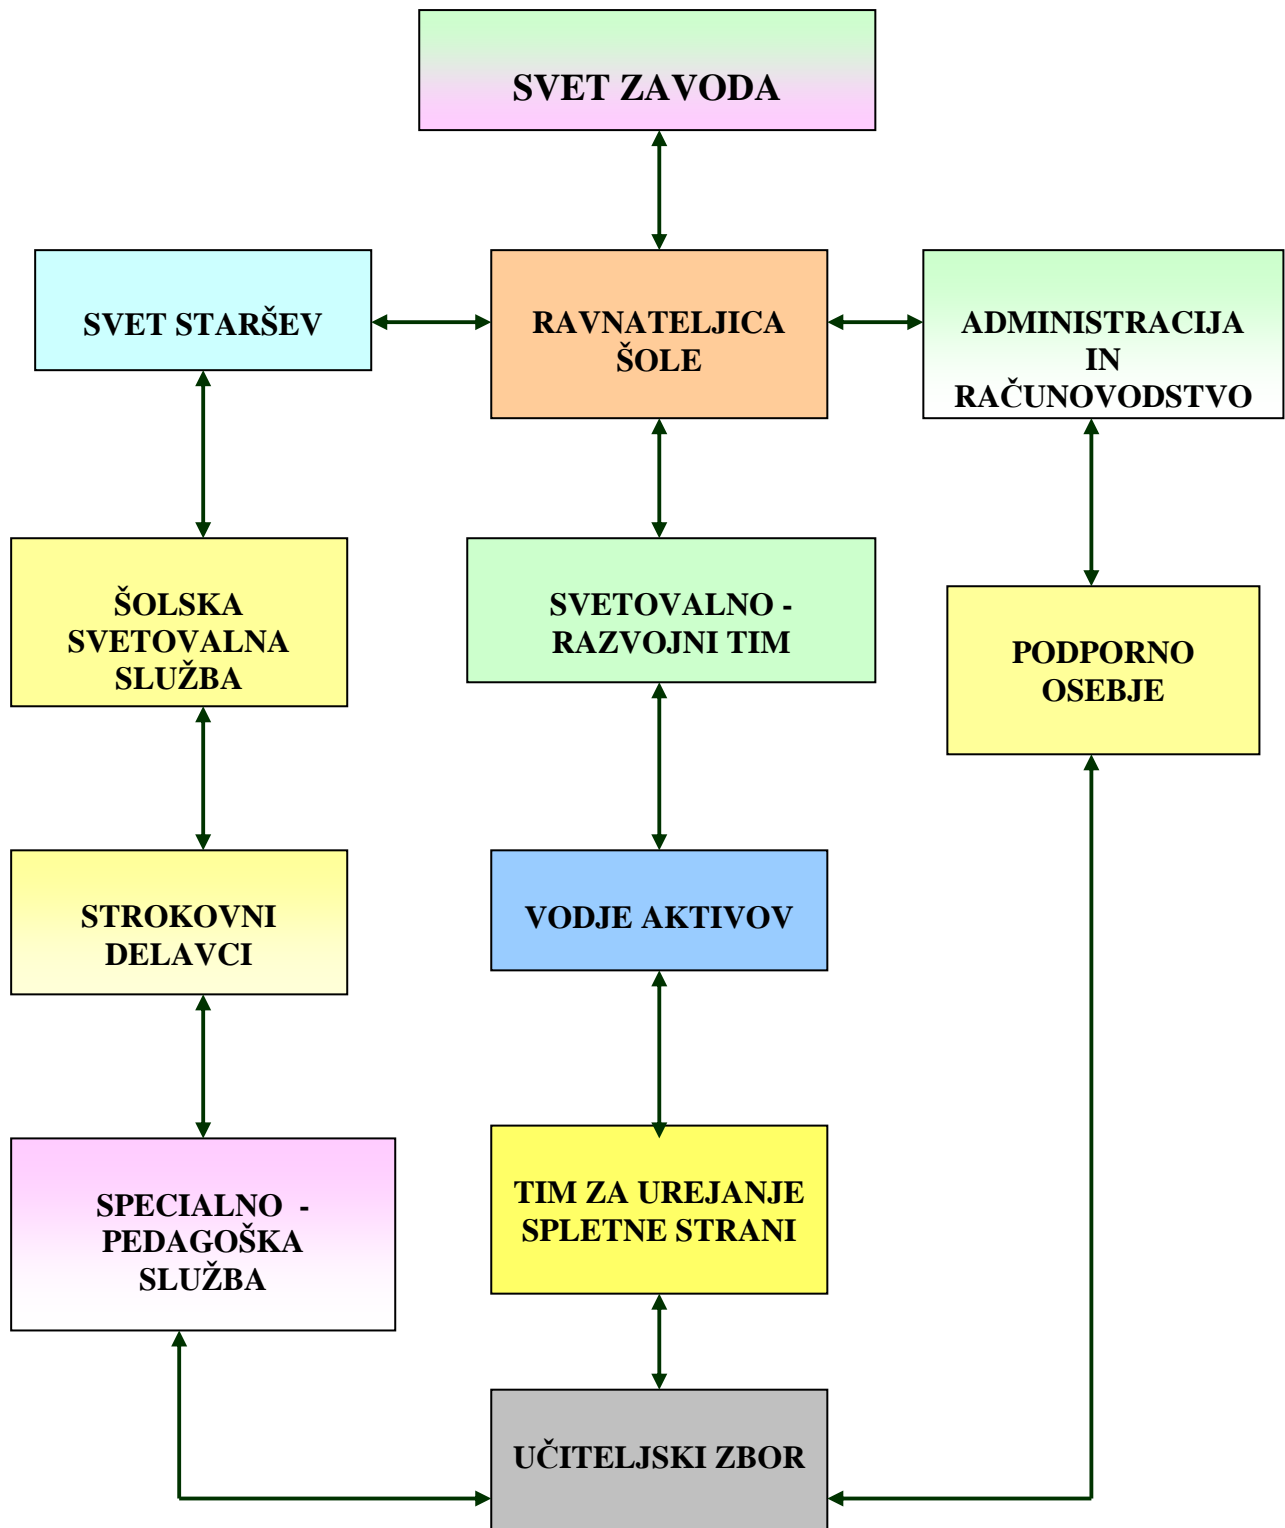 SVET ZAVODA
SVET STARŠEV
RAVNATELJICA
ŠOLE
ADMINISTRACIJA
IN
RAČUNOVODSTVO
ŠOLSKA
SVETOVALNA
SLUŽBA
SVETOVALNO -
RAZVOJNI TIM
PODPORNO
OSEBJE
STROKOVNI
DELAVCI
VODJE AKTIVOV
SPECIALNO  -
PEDAGOŠKA
SLUŽBA
TIM ZA UREJANJE
SPLETNE STRANI
UČITELJSKI ZBOR